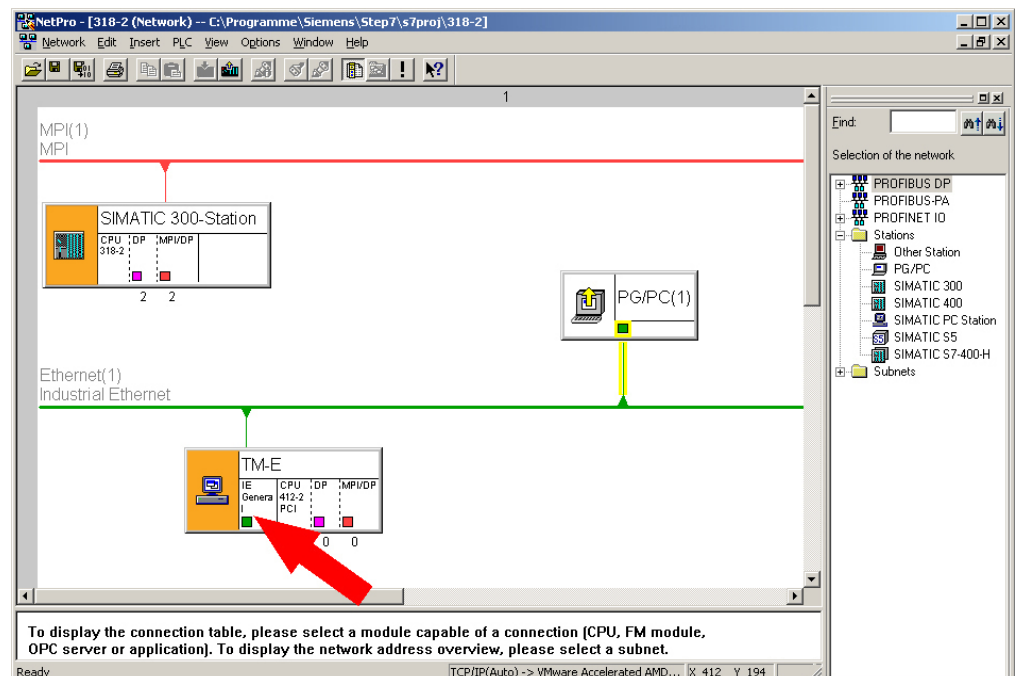 NetPro - [318-2 (Network) -- C:\Programme\Siemens\Step7\s7proj\318-2]
Network Edit Insert PLC View Options Window Help
1
MPI(1)
MPI
SIMATIC 300-Station
CPU 318-2
DP
MPI/DP
2 2
PG/PC(1)
Ethernet(1)
Industrial Ethernet
TM-E
IE Genera l
CPU 412-2 PCI
DP
MPI/DP
0 0
Find:
Selection of the network
PROFIBUS DP
PROFIBUS-PA
PROFINET IO
Stations
Other Station
PG/PC
SIMATIC 300
SIMATIC 400
SIMATIC PC Station
SIMATIC S5
SIMATIC S7-400-H
Subnets
To display the connection table, please select a module capable of a connection (CPU, FM module,
OPC server or application). To display the network address overview, please select a subnet.
Ready
TCP/IP(Auto) -> VMware Accelerated AMD... X 412 Y 194